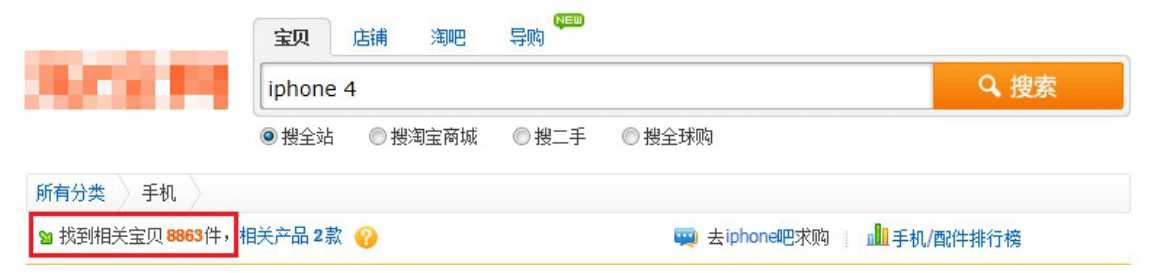 宝贝 店铺 淘吧 导购 NEW
iphone 4 搜索
搜全站 搜淘宝商城 搜二手 搜全球购
所有分类 手机
找到相关宝贝 8863件， 相关产品 2款 ? 去iphone吧求购 手机/配件排行榜